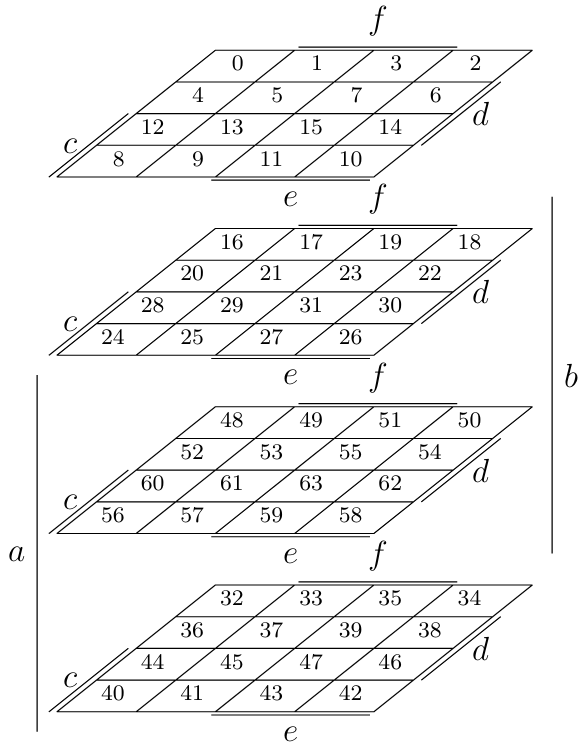 f
0 1 3 2
4 5 7 6
d
12 13 15 14
c
8 9 11 10
e f
16 17 19 18
20 21 23 22
d
28 29 31 30
c
24 25 27 26
e f
b
48 49 51 50
52 53 55 54
d
60 61 63 62
c
56 57 59 58
a
e f
32 33 35 34
36 37 39 38
d
44 45 47 46
c
40 41 43 42
e